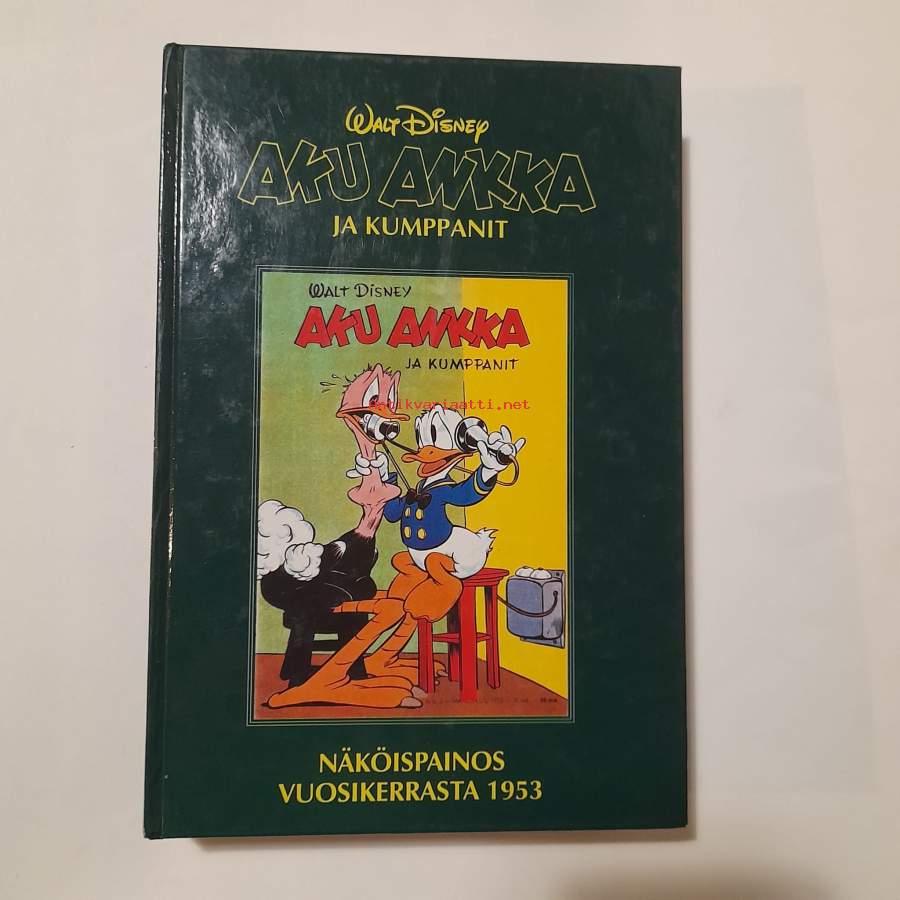 WALT DISNEY
AKU ANKKA
JA KUMPPANIT
WALT DISNEY
AKU ANKKA
JA KUMPPANIT
antikvariaatti.net
NÄKÖISPAINOS
VUOSIKERRASTA 1953